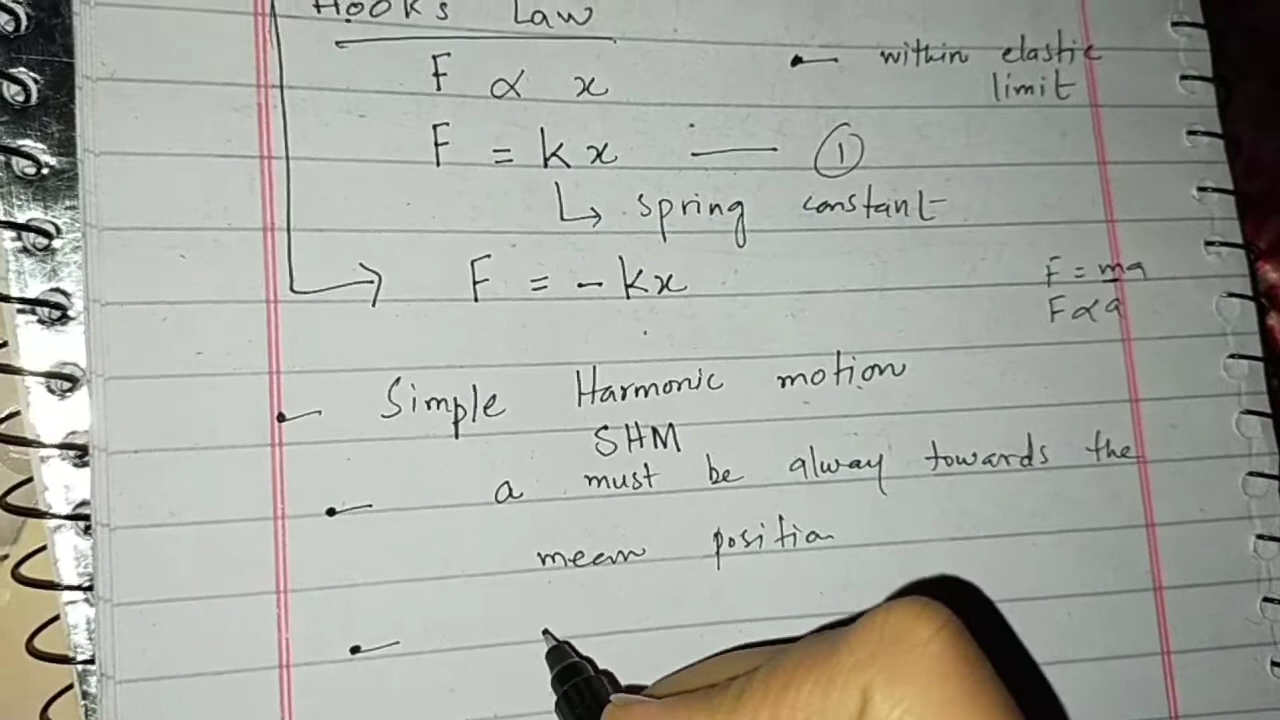 Hooks Law
F ∝ x
• within elastic
limit
F = kx — ①
↳ spring constant
→ F = - kx
F = ma
F ∝ a
• Simple Harmonic motion
SHM
• a must be alway towards the
mean position
•